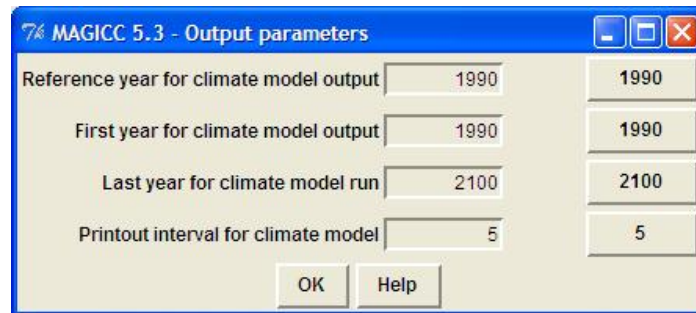 7% MAGICC 5.3 - Output parameters
Reference year for climate model output 1990 1990
First year for climate model output 1990 1990
Last year for climate model run 2100 2100
Printout interval for climate model 5 5
OK Help